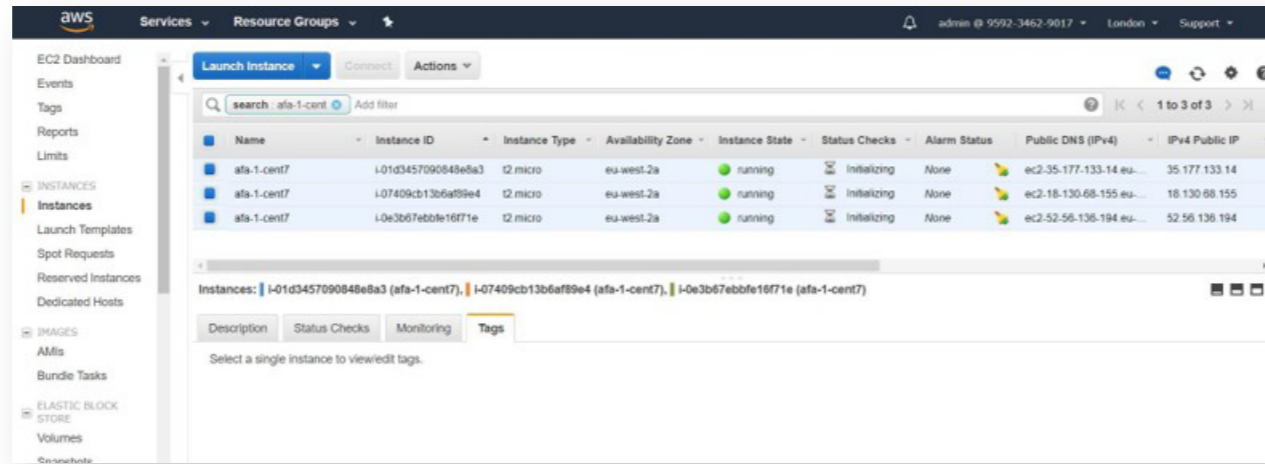 aws Services Resource Groups admin @ 9592-3462-9017 London Support
EC2 Dashboard
Events
Tags
Reports
Limits
INSTANCES
Instances
Launch Templates
Spot Requests
Reserved Instances
Dedicated Hosts
IMAGES
AMIs
Bundle Tasks
ELASTIC BLOCK
STORE
Volumes
Snapshots
Launch Instance Connect Actions
search : afa-1-cent Add filter 1 to 3 of 3
Name Instance ID Instance Type Availability Zone Instance State Status Checks Alarm Status Public DNS (IPv4) IPv4 Public IP
afa-1-cent7 i-01d3457090848e8a3 t2.micro eu-west-2a running Initializing None ec2-35-177-133-14.eu-... 35.177.133.14
afa-1-cent7 i-07409cb13b6af89e4 t2.micro eu-west-2a running Initializing None ec2-18-130-68-155.eu-... 18.130.68.155
afa-1-cent7 i-0e3b67ebbfe16f71e t2.micro eu-west-2a running Initializing None ec2-52-56-136-194.eu-... 52.56.136.194
Instances: i-01d3457090848e8a3 (afa-1-cent7), i-07409cb13b6af89e4 (afa-1-cent7), i-0e3b67ebbfe16f71e (afa-1-cent7)
Description Status Checks Monitoring Tags
Select a single instance to view/edit tags.